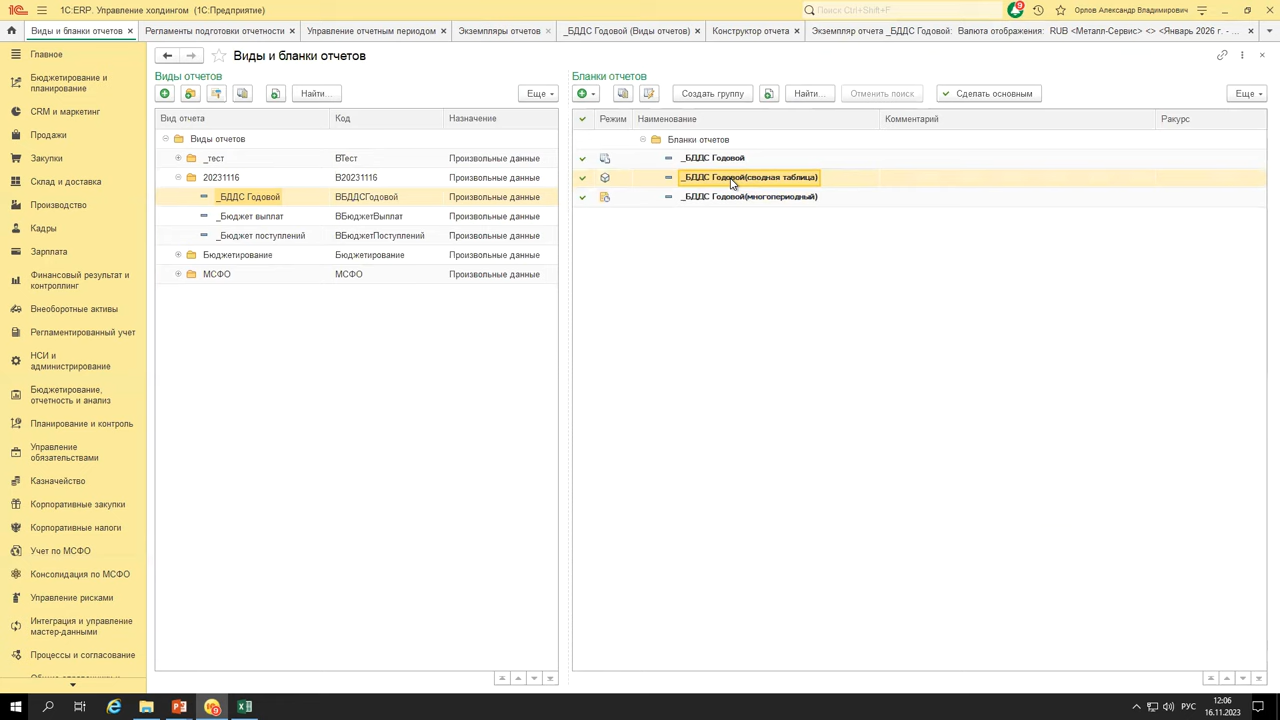 1С:ERP. Управление холдингом (1С:Предприятие)
Поиск Ctrl+Shift+F
9
Орлов Александр Владимирович
Виды и бланки отчетов ×
Регламенты подготовки отчетности ×
Управление отчетным периодом ×
Экземпляры отчетов ×
_БДДС Годовой (Виды отчетов) ×
Конструктор отчета ×
Экземпляр отчета _БДДС Годовой: Валюта отображения: RUB <Металл-Сервис> <> <Январь 2026 г. - ... ×
Главное
Бюджетирование и
планирование
CRM и маркетинг
Продажи
Закупки
Склад и доставка
Производство
Кадры
Зарплата
Финансовый результат и
контроллинг
Внеоборотные активы
Регламентированный учет
НСИ и
администрирование
Бюджетирование,
отчетность и анализ
Планирование и контроль
Управление
обязательствами
Казначейство
Корпоративные закупки
Корпоративные налоги
Учет по МСФО
Консолидация по МСФО
Управление рисками
Интеграция и управление
мастер-данными
Процессы и согласование
Виды и бланки отчетов
Виды отчетов
Найти...
Еще
Вид отчета Код Назначение
Виды отчетов
_тест ВТест Произвольные данные
20231116 В20231116 Произвольные данные
_БДДС Годовой ВБДДСГодовой Произвольные данные
_Бюджет выплат ВБюджетВыплат Произвольные данные
_Бюджет поступлений ВБюджетПоступлений Произвольные данные
Бюджетирование Бюджетирование Произвольные данные
МСФО МСФО Произвольные данные
Бланки отчетов
Создать группу
Найти...
Отменить поиск
Сделать основным
Еще
Режим Наименование Комментарий Ракурс
Бланки отчетов
_БДДС Годовой
_БДДС Годовой(сводная таблица)
_БДДС Годовой(многопериодный)
РУС
12:06
16.11.2023